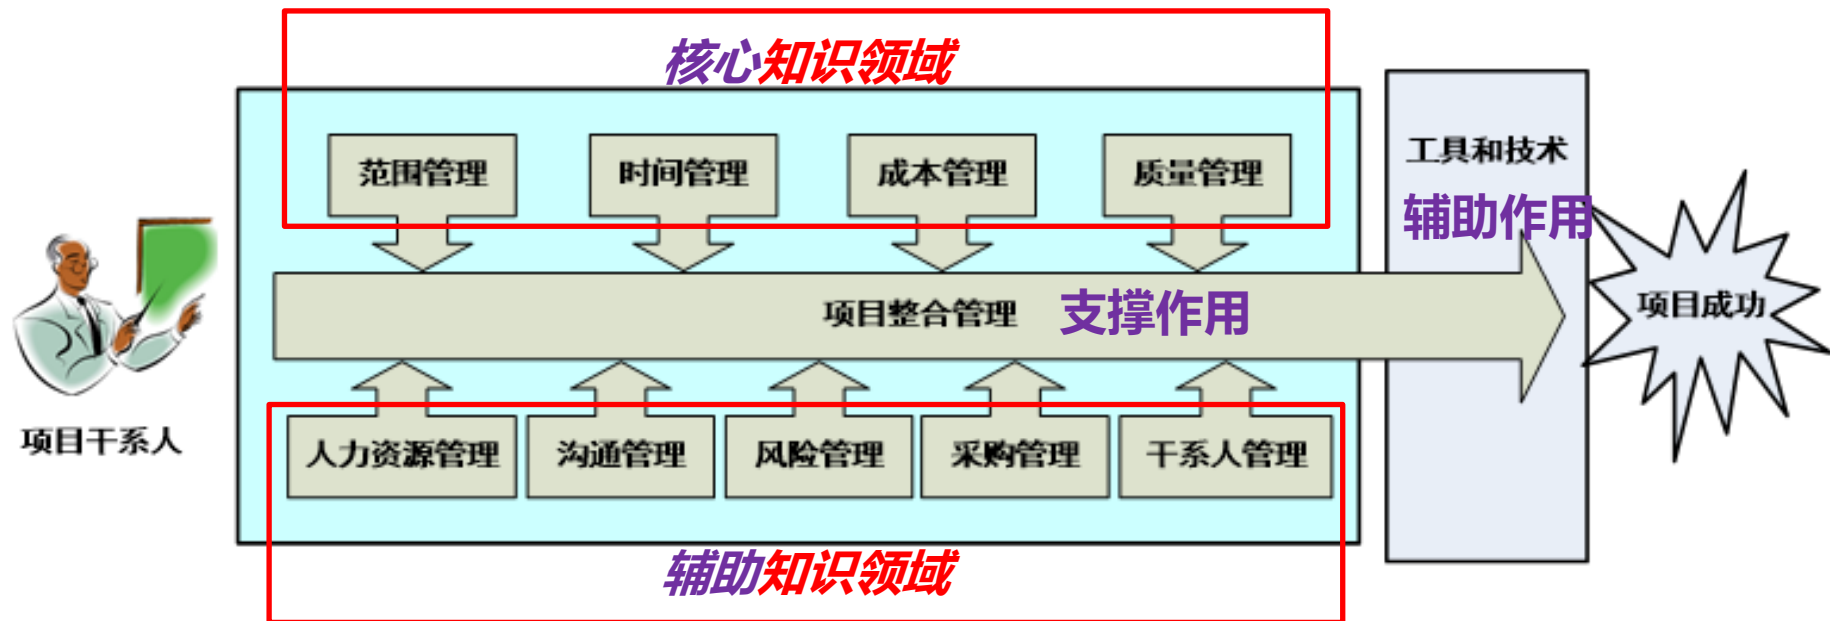 核心知识领域
范围管理
时间管理
成本管理
质量管理
工具和技术
辅助作用
项目整合管理
支撑作用
项目成功
项目干系人
人力资源管理
沟通管理
风险管理
采购管理
干系人管理
辅助知识领域